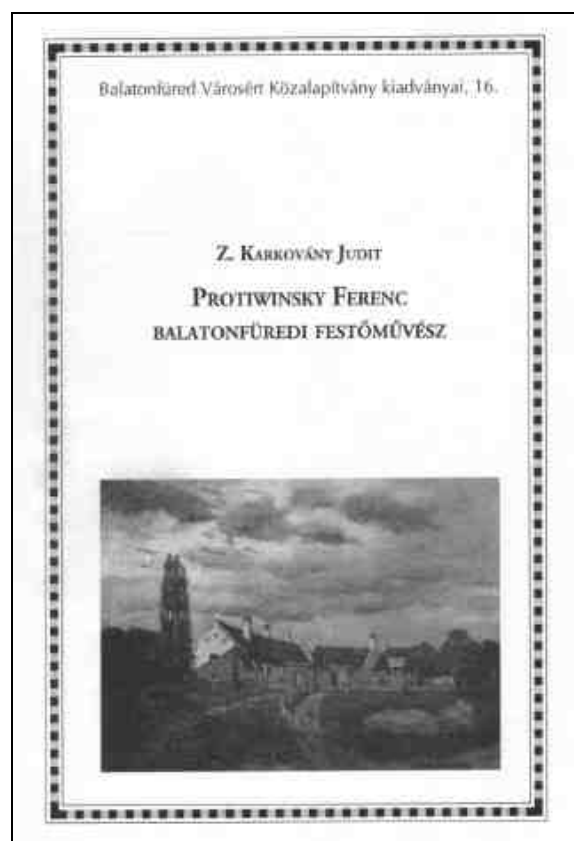 Balatonfüred Városért Közalapítvány kiadványai, 16.
Z. Karkovány Judit
Protiwinsky Ferenc
balatonfüredi festőművész